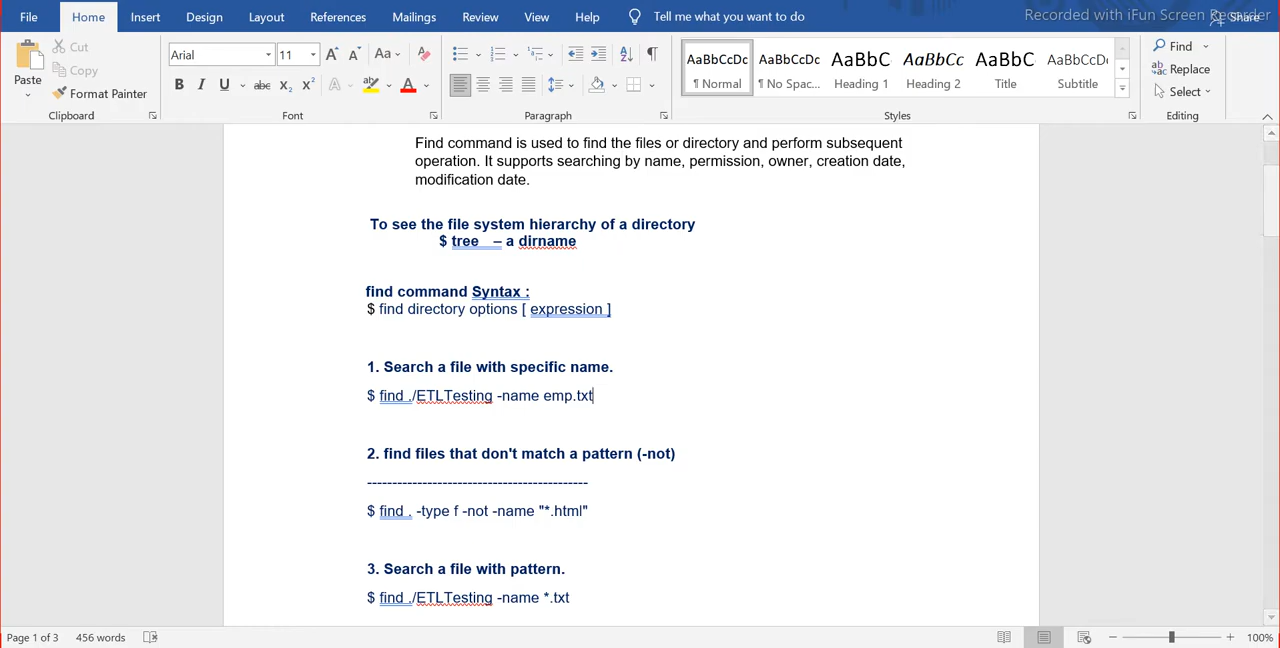 File Home Insert Design Layout References Mailings Review View Help Tell me what you want to do
Recorded with iFun Screen Recorder
Share
Paste
Cut
Copy
Format Painter
Clipboard
Arial 11
Font
Paragraph
AaBbCcDc ¶ Normal
AaBbCcDc ¶ No Spac...
AaBbC Heading 1
AaBbCc Heading 2
AaBbC Title
AaBbCcD Subtitle
Styles
Find
Replace
Select
Editing
Find command is used to find the files or directory and perform subsequent
operation. It supports searching by name, permission, owner, creation date,
modification date.
To see the file system hierarchy of a directory
$ tree – a dirname
find command Syntax :
$ find directory options [ expression ]
1. Search a file with specific name.
$ find ./ETLTesting -name emp.txt
2. find files that don't match a pattern (-not)
--------------------------------------------
$ find . -type f -not -name "*.html"
3. Search a file with pattern.
$ find ./ETLTesting -name *.txt
Page 1 of 3 456 words
100%